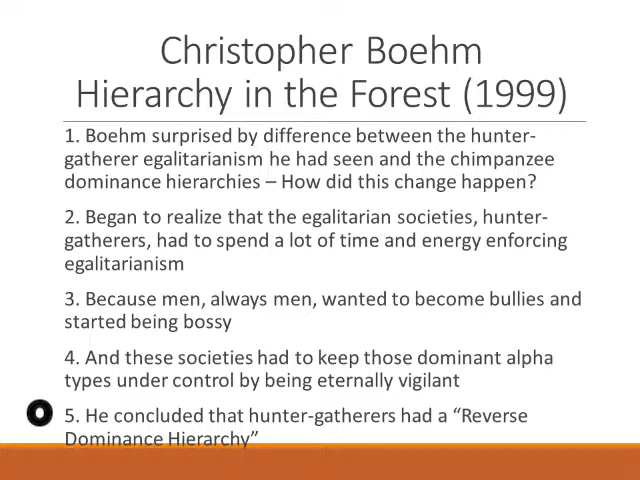 Christopher Boehm
Hierarchy in the Forest (1999)
1. Boehm surprised by difference between the hunter-
gatherer egalitarianism he had seen and the chimpanzee
dominance hierarchies – How did this change happen?
2. Began to realize that the egalitarian societies, hunter-
gatherers, had to spend a lot of time and energy enforcing
egalitarianism
3. Because men, always men, wanted to become bullies and
started being bossy
4. And these societies had to keep those dominant alpha
types under control by being eternally vigilant
5. He concluded that hunter-gatherers had a “Reverse
Dominance Hierarchy”